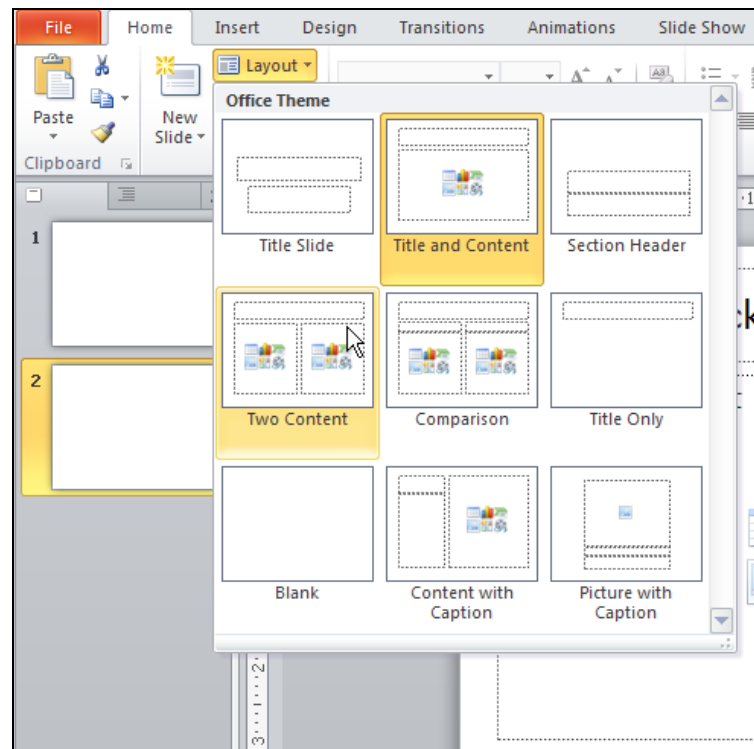 File Home Insert Design Transitions Animations Slide Show
Layout
Paste
New
Slide
Clipboard
Office Theme
Title Slide Title and Content Section Header
Two Content Comparison Title Only
Blank Content with Caption Picture with Caption
1
2